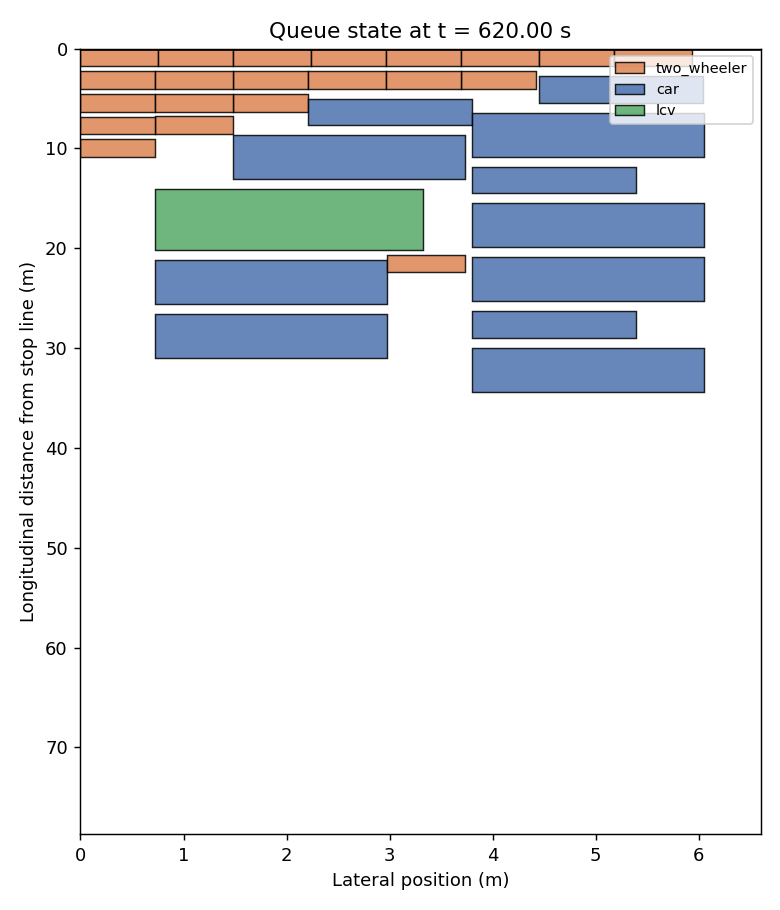 Queue state at t = 620.00 s
two_wheeler
car
lcv
0
10
20
30
40
50
60
70
Longitudinal distance from stop line (m)
0 1 2 3 4 5 6
Lateral position (m)